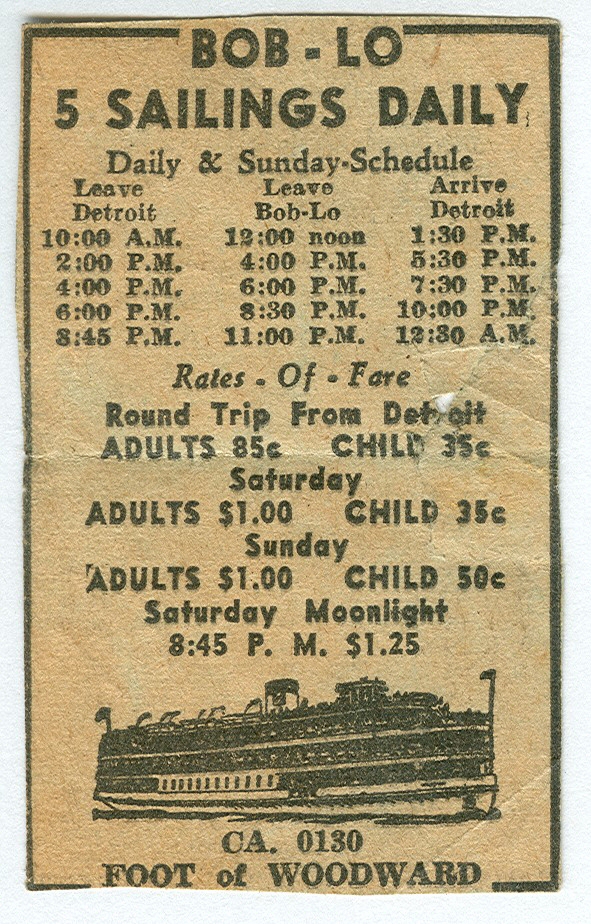 BOB - LO
5 SAILINGS DAILY
Daily & Sunday-Schedule
Leave Leave Arrive
Detroit Bob-Lo Detroit
10:00 A.M. 12:00 noon 1:30 P.M.
2:00 P.M. 4:00 P.M. 5:30 P.M.
4:00 P.M. 6:00 P.M. 7:30 P.M.
6:00 P.M. 8:30 P.M. 10:00 P.M.
8:45 P.M. 11:00 P.M. 12:30 A.M.
Rates - Of - Fare
Round Trip From Detroit
ADULTS 85c CHILD 35c
Saturday
ADULTS $1.00 CHILD 35c
Sunday
ADULTS $1.00 CHILD 50c
Saturday Moonlight
8:45 P. M. $1.25
CA. 0130
FOOT of WOODWARD